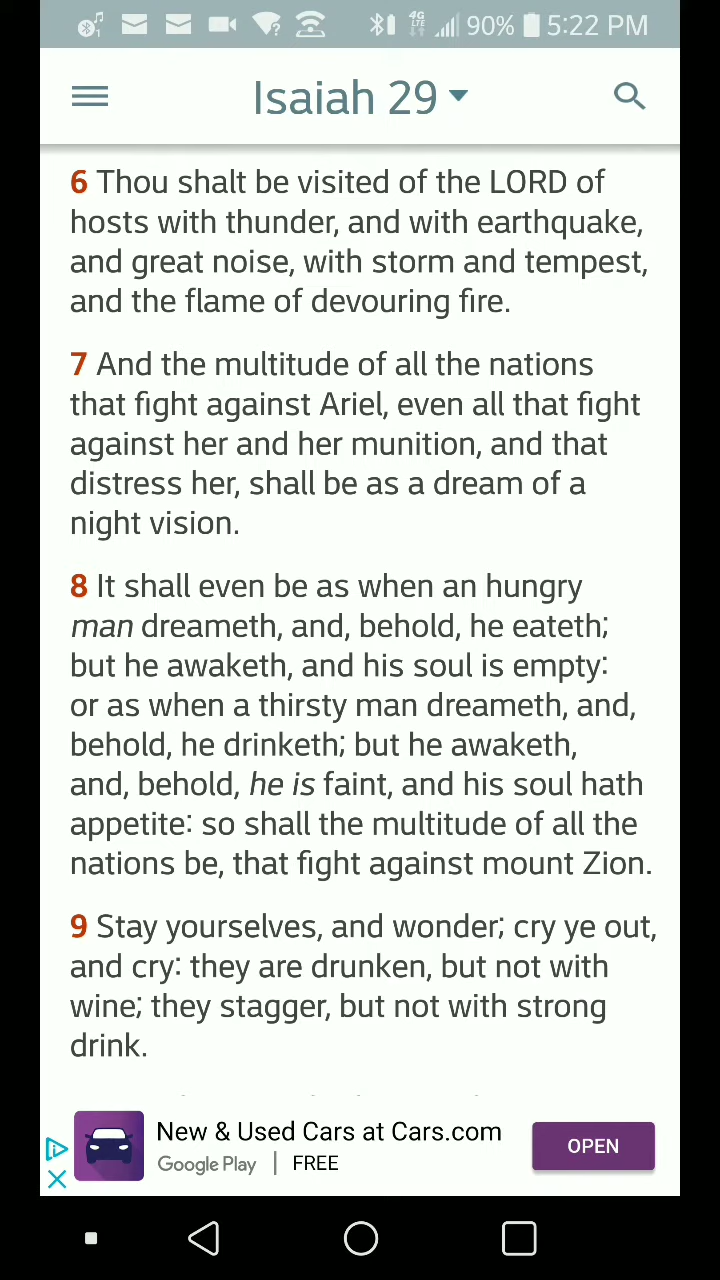 4G
LTE
90%
5:22 PM
Isaiah 29
6 Thou shalt be visited of the LORD of
hosts with thunder, and with earthquake,
and great noise, with storm and tempest,
and the flame of devouring fire.
7 And the multitude of all the nations
that fight against Ariel, even all that fight
against her and her munition, and that
distress her, shall be as a dream of a
night vision.
8 It shall even be as when an hungry
man dreameth, and, behold, he eateth;
but he awaketh, and his soul is empty:
or as when a thirsty man dreameth, and,
behold, he drinketh; but he awaketh,
and, behold, he is faint, and his soul hath
appetite: so shall the multitude of all the
nations be, that fight against mount Zion.
9 Stay yourselves, and wonder; cry ye out,
and cry: they are drunken, but not with
wine; they stagger, but not with strong
drink.
New & Used Cars at Cars.com
Google Play | FREE
OPEN